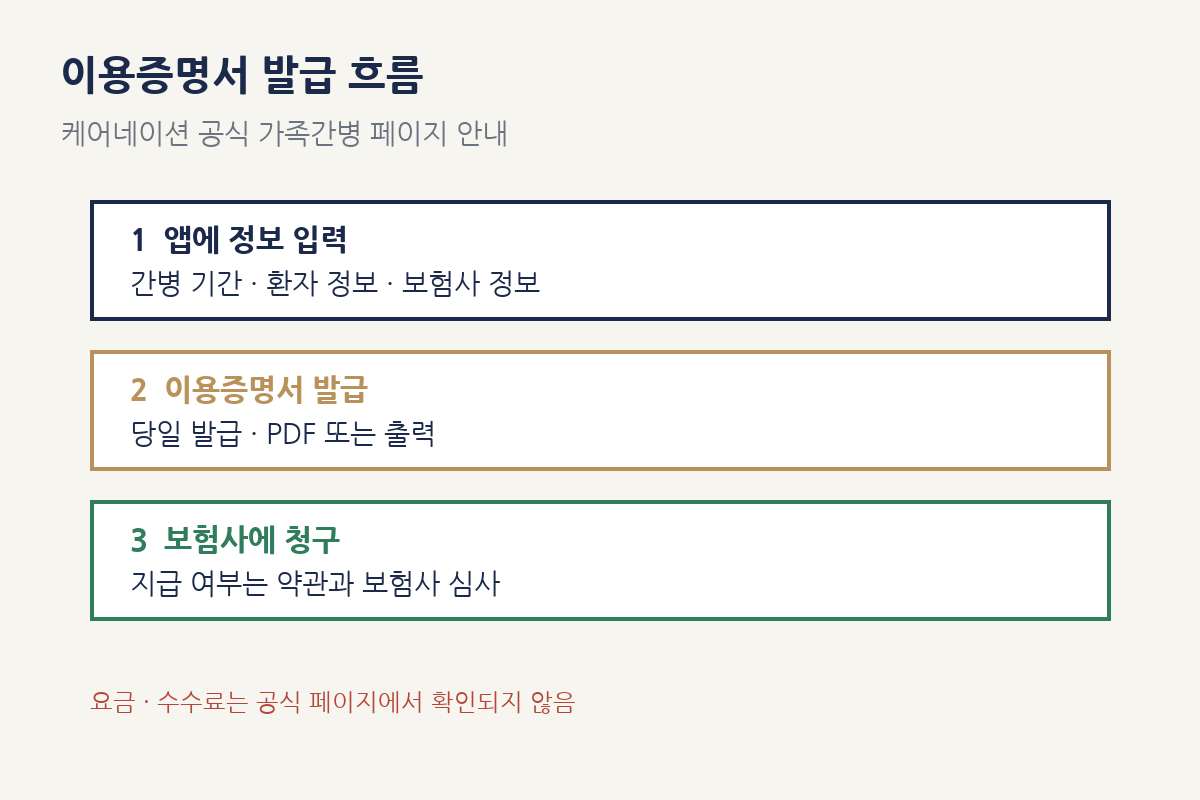 이용증명서 발급 흐름
케어네이션 공식 가족간병 페이지 안내
1 앱에 정보 입력
간병 기간 · 환자 정보 · 보험사 정보
2 이용증명서 발급
당일 발급 · PDF 또는 출력
3 보험사에 청구
지급 여부는 약관과 보험사 심사
요금 · 수수료는 공식 페이지에서 확인되지 않음